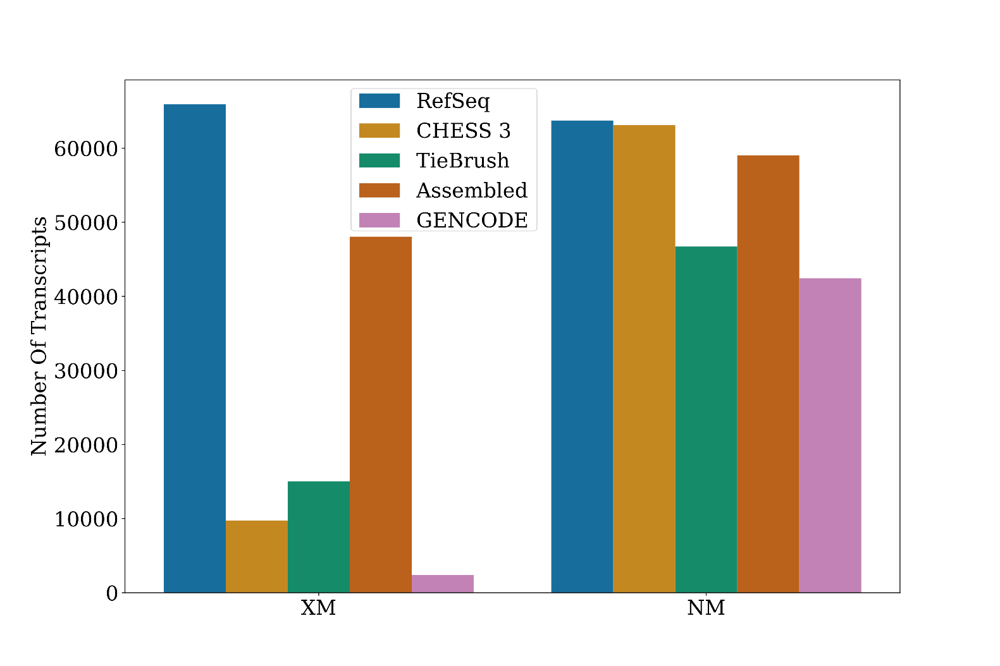 RefSeq
CHESS 3
TieBrush
Assembled
GENCODE
Number Of Transcripts
60000
50000
40000
30000
20000
10000
0
XM
NM